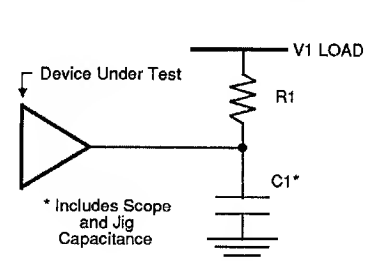 V1 LOAD
Device Under Test
R1
C1*
* Includes Scope
and Jig
Capacitance